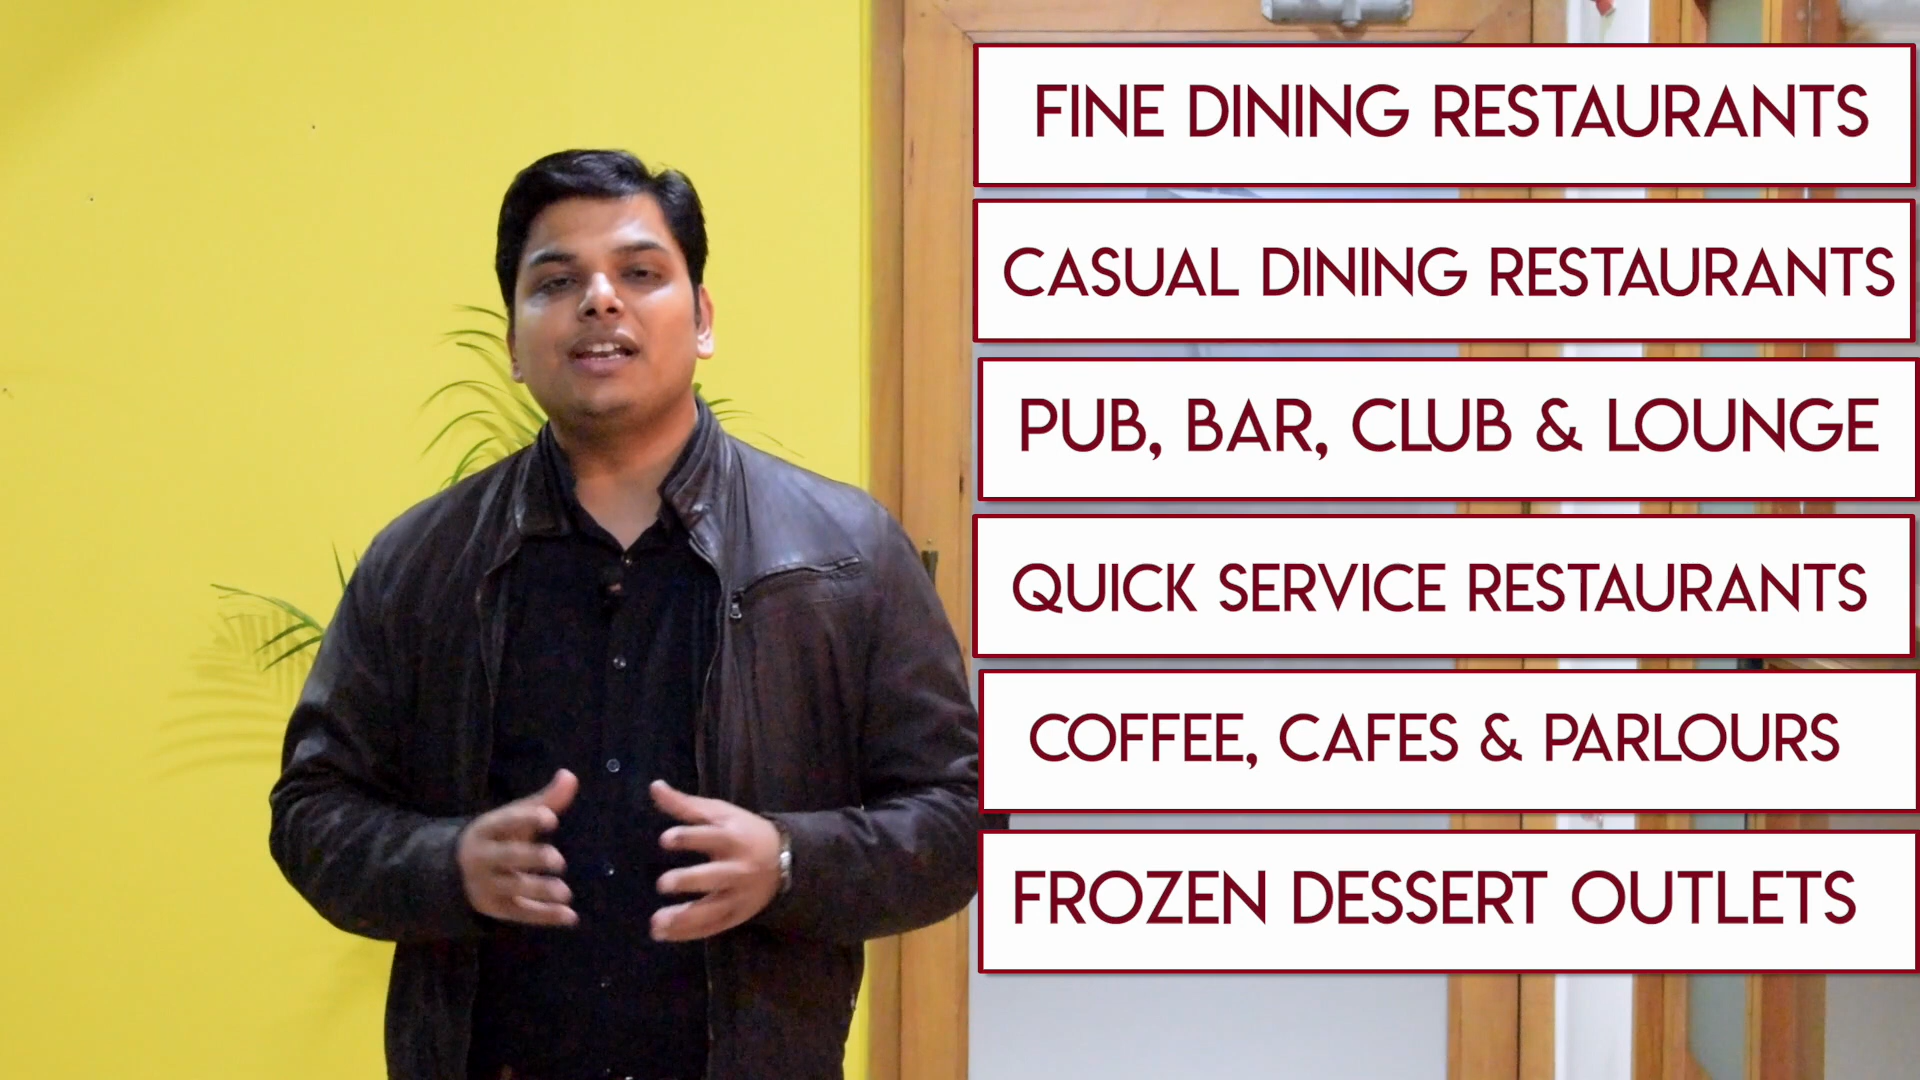 FINE DINING RESTAURANTS
CASUAL DINING RESTAURANTS
PUB, BAR, CLUB & LOUNGE
QUICK SERVICE RESTAURANTS
COFFEE, CAFES & PARLOURS
FROZEN DESSERT OUTLETS